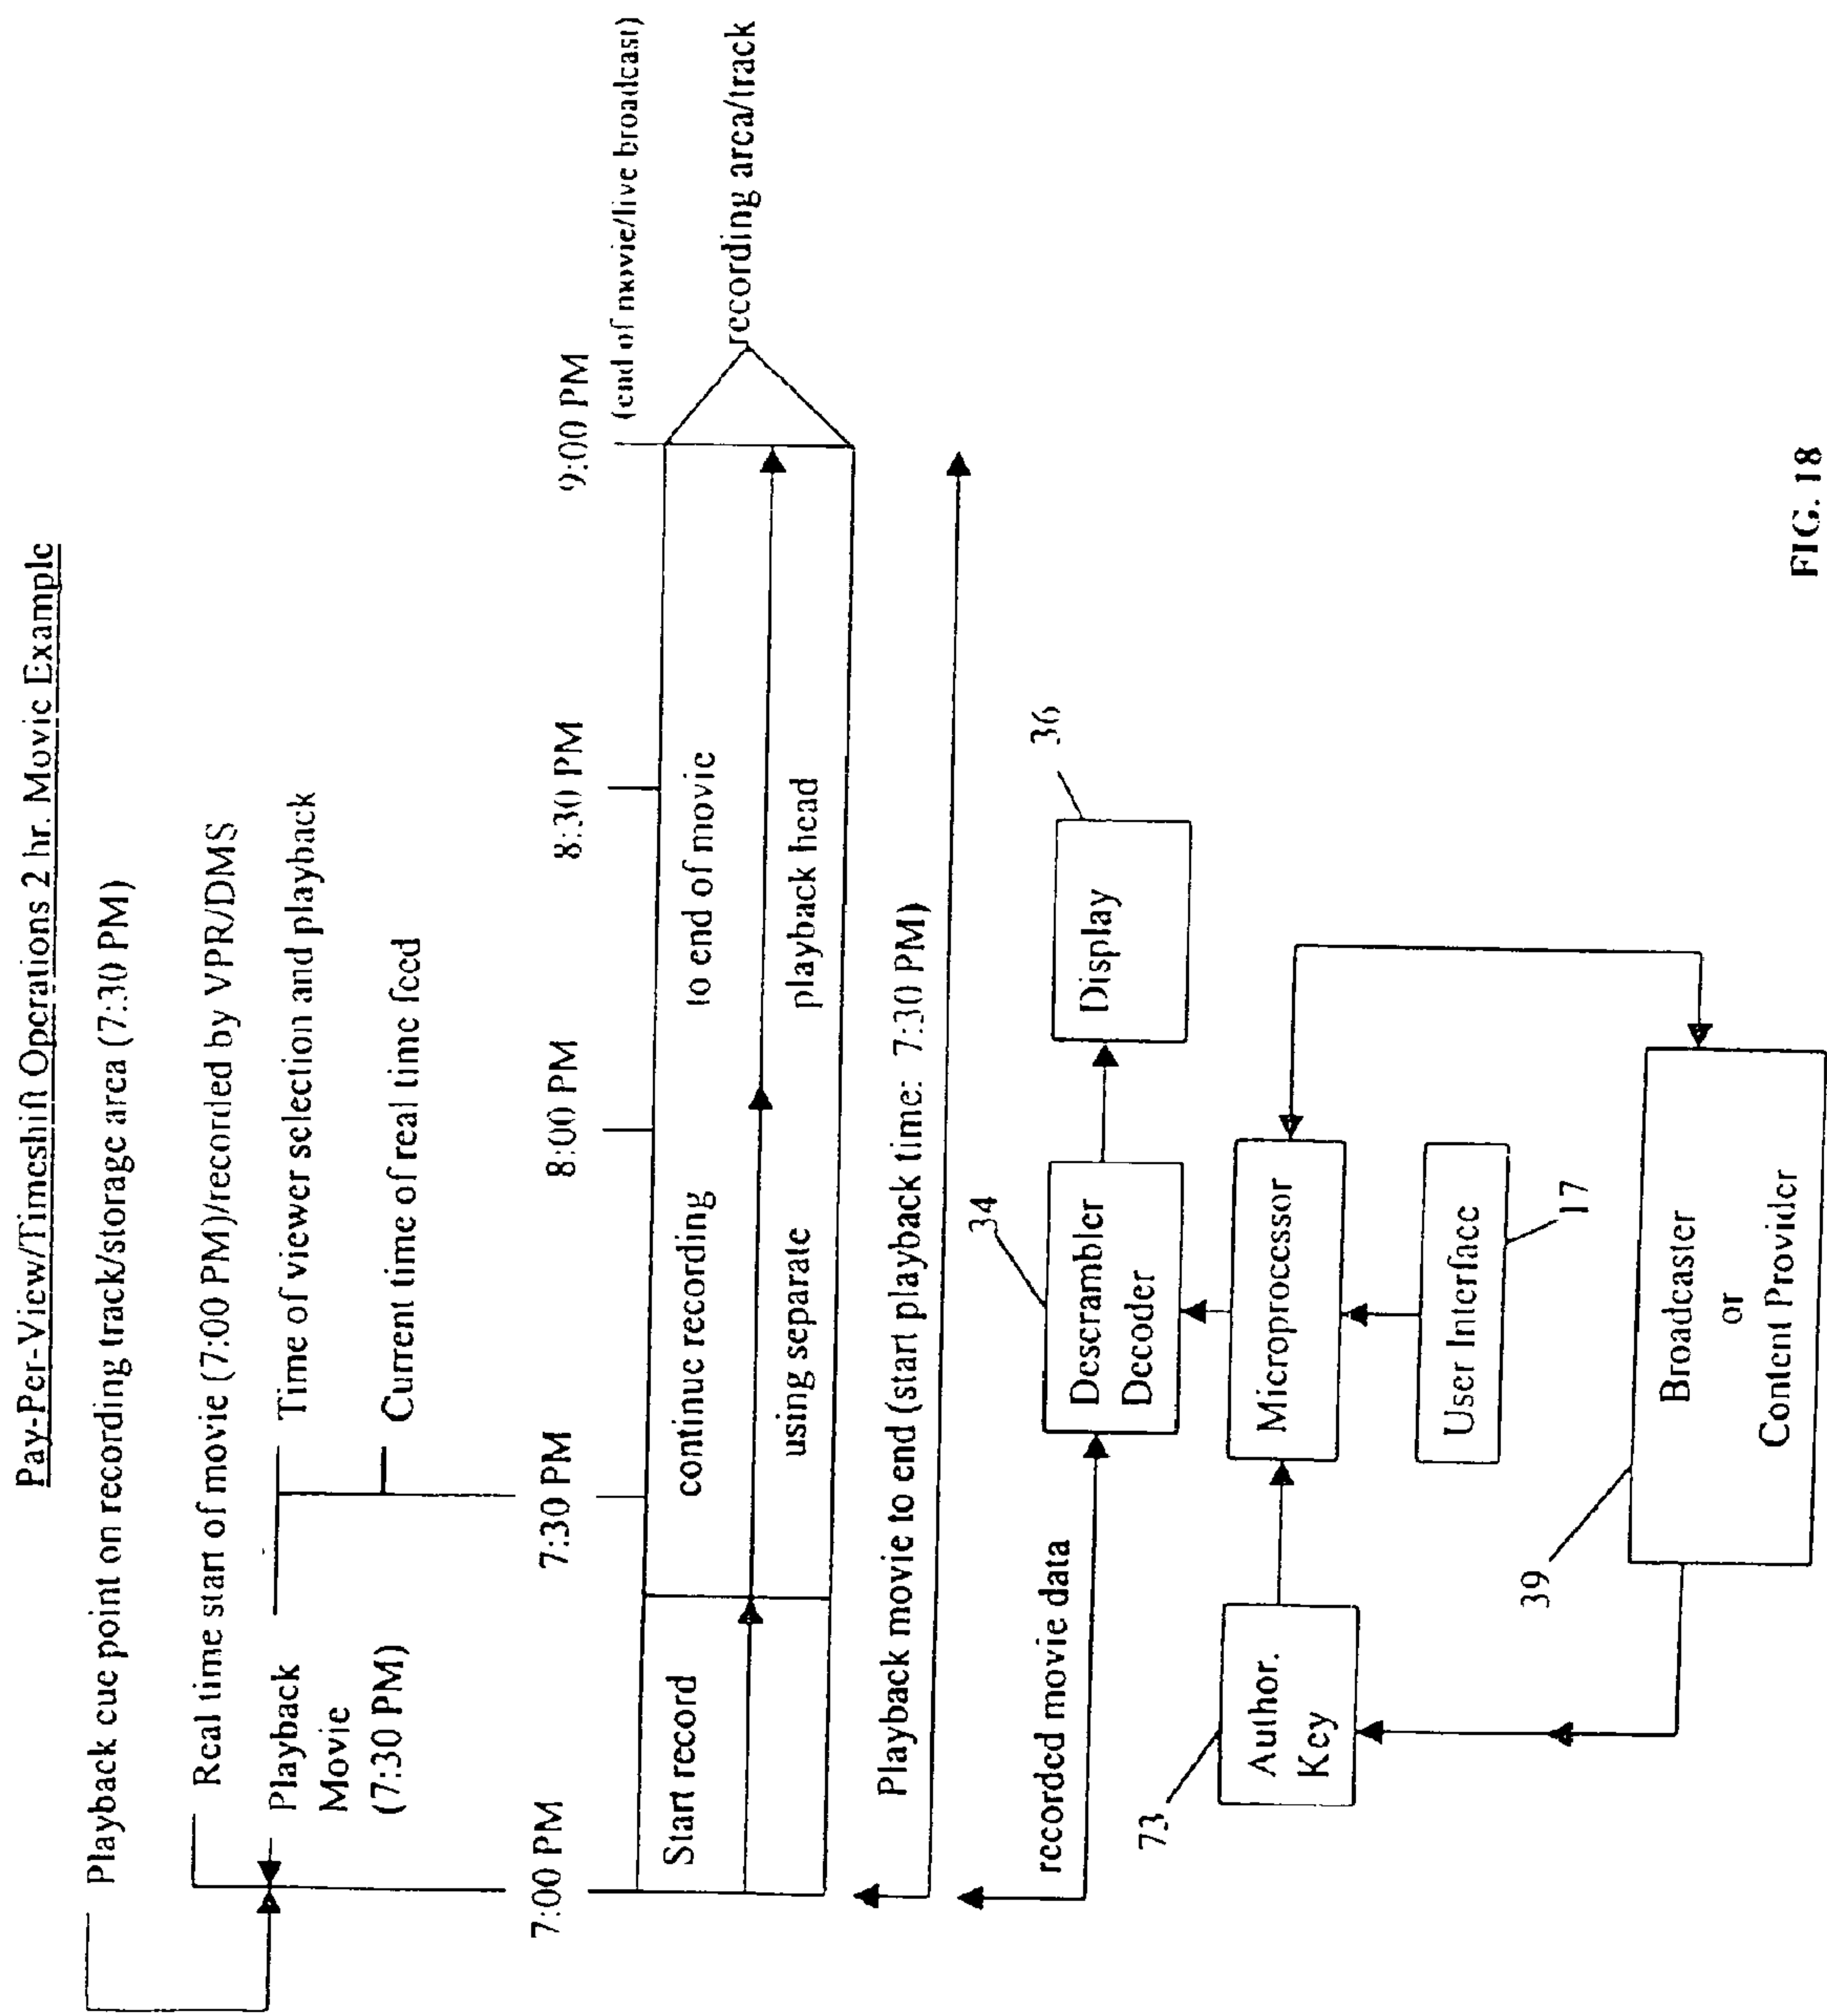 Pay-Per-View/Timeshift Operations 2 hr. Movie Example
Playback cue point on recording track/storage area (7:30 PM)
Real time start of movie (7:00 PM)/recorded by VPR/DMS
Playback
Movie
(7:30 PM)
Time of viewer selection and playback
Current time of real time feed
7:00 PM
7:30 PM
8:00 PM
8:30 PM
9:00 PM
(end of movie/live broadcast)
Start record
continue recording
to end of movie
using separate
playback head
recording area/track
Playback movie to end (start playback time: 7:30 PM)
recorded movie data
34
Descrambler
Decoder
36
Display
73
Author.
Key
Microprocessor
User Interface
17
39
Broadcaster
or
Content Provider
FIG. 18